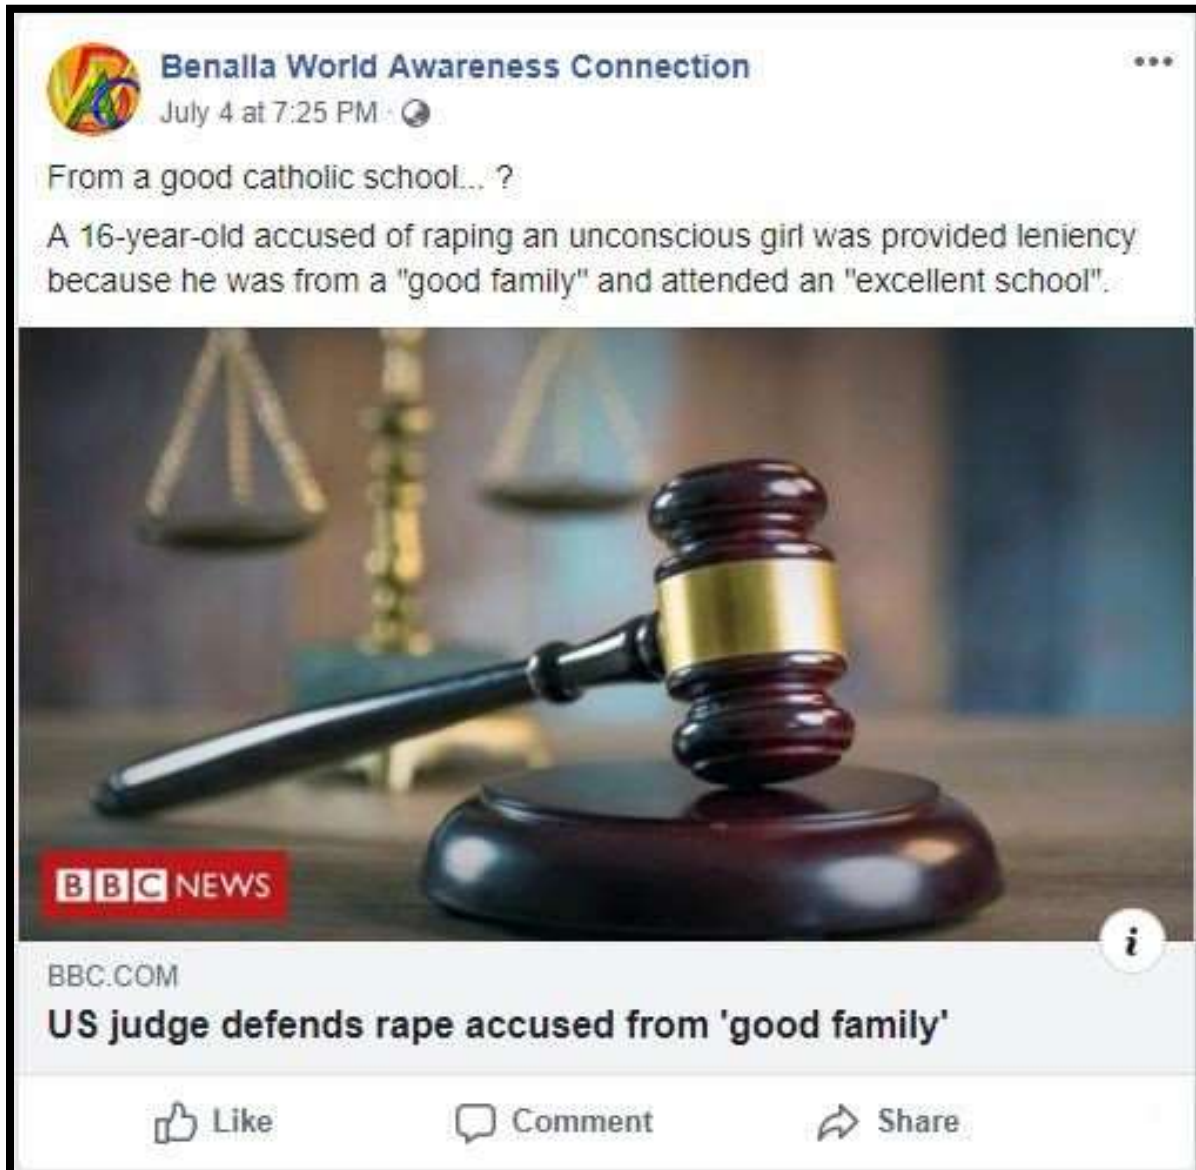 Benalla World Awareness Connection
July 4 at 7:25 PM ·
From a good catholic school... ?
A 16-year-old accused of raping an unconscious girl was provided leniency
because he was from a "good family" and attended an "excellent school".
BBC NEWS
i
BBC.COM
US judge defends rape accused from 'good family'
Like Comment Share